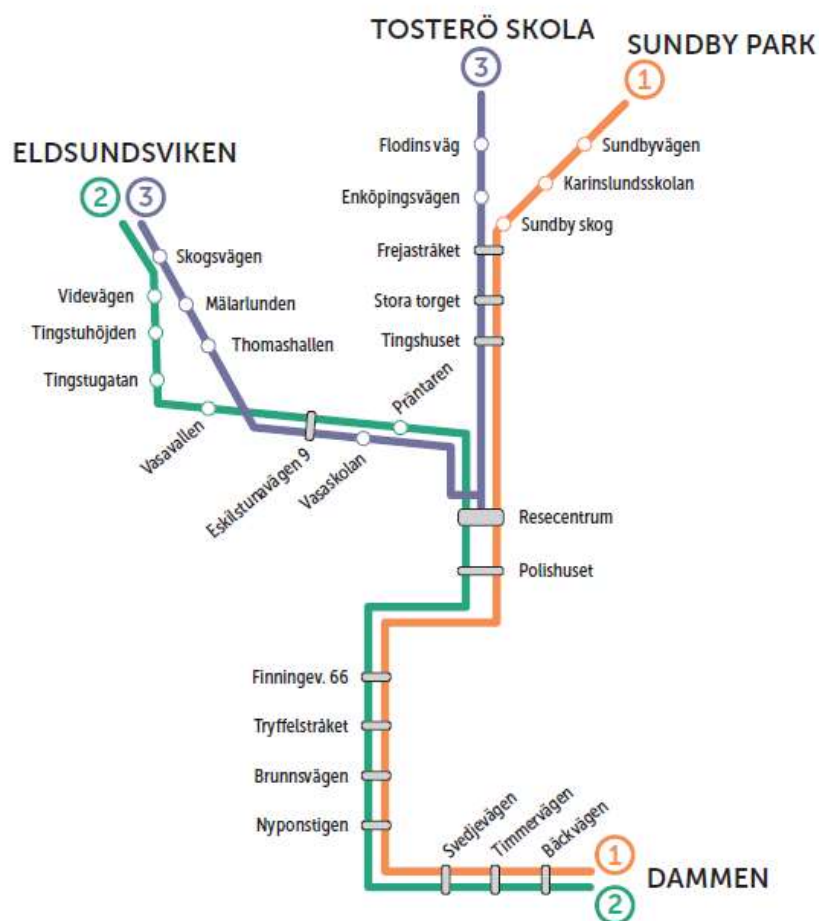 TOSTERÖ SKOLA
3
SUNDBY PARK
1
ELDSUNDSVIKEN
2
3
Flodins väg
Enköpingsvägen
Frejastråket
Stora torget
Tingshuset
Sundbyvägen
Karinslundsskolan
Sundby skog
Skogsvägen
Mälarlunden
Thomashallen
Videvägen
Tingstuhöjden
Tingstugatan
Vasavallen
Eskilstunavägen 9
Vasaskolan
Präntaren
Resecentrum
Polishuset
Finningev. 66
Tryffelstråket
Brunnsvägen
Nyponstigen
Svedjevägen
Timmervägen
Bäckvägen
1
DAMMEN
2